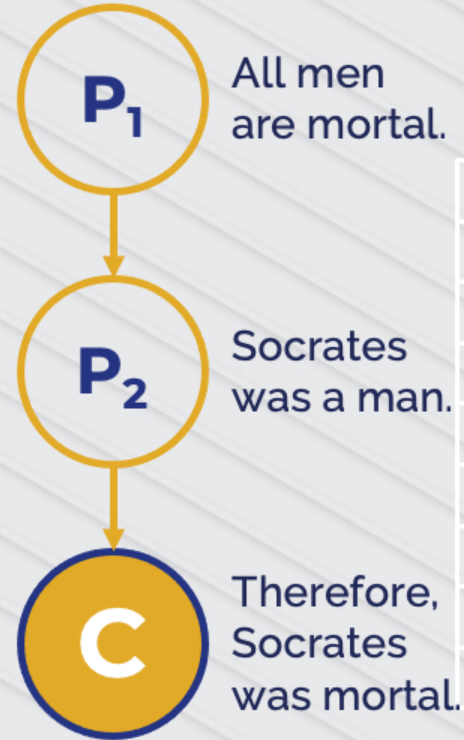 P₁
All men
are mortal.
P₂
Socrates
was a man.
C
Therefore,
Socrates
was mortal.